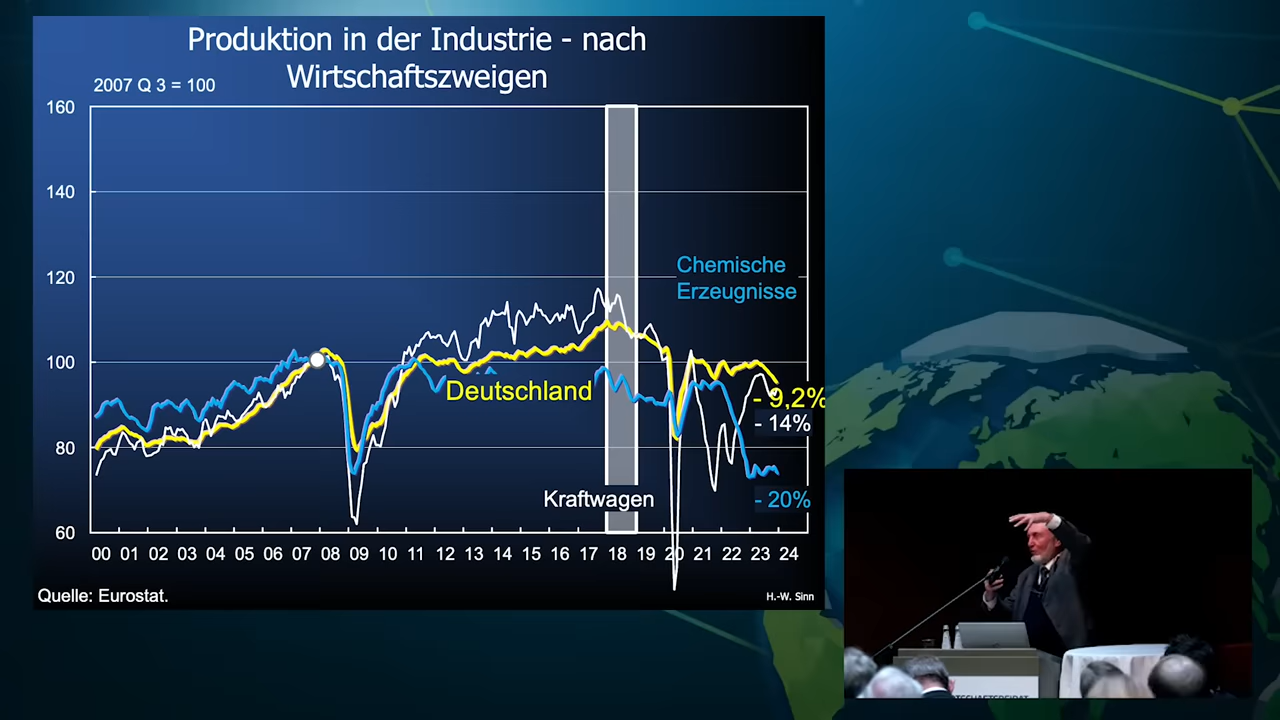 Produktion in der Industrie - nach
Wirtschaftszweigen
2007 Q 3 = 100
160
140
120
100
80
60
Chemische
Erzeugnisse
Deutschland
- 9,2%
- 14%
Kraftwagen
- 20%
00 01 02 03 04 05 06 07 08 09 10 11 12 13 14 15 16 17 18 19 20 21 22 23 24
Quelle: Eurostat.
H.-W. Sinn